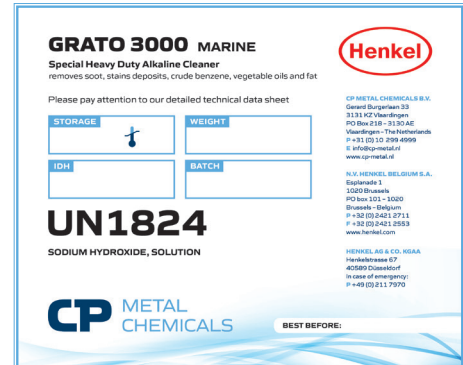 GRATO 3000 MARINE
Special Heavy Duty Alkaline Cleaner
removes soot, stains deposits, crude benzene, vegetable oils and fat
Please pay attention to our detailed technical data sheet
STORAGE
WEIGHT
IDH
BATCH
UN1824
SODIUM HYDROXIDE, SOLUTION
CP METAL
CHEMICALS
BEST BEFORE:
Henkel
CP METAL CHEMICALS B.V.
Gerard Burgerlaan 33
3131 KZ Vlaardingen
PO Box 218 - 3130 AE
Vlaardingen - The Netherlands
P +31 (0) 10 299 4999
E info@cp-metal.nl
www.cp-metal.nl
N.V. HENKEL BELGIUM S.A.
Esplanade 1
1020 Brussels
PO box 101 - 1020
Brussels - Belgium
P +32 (0) 2421 2711
F +32 (0) 2421 2553
www.henkel.com
HENKEL AG & CO. KGAA
Henkelstrasse 67
40589 Düsseldorf
In case of emergency:
P +49 (0) 211 7970